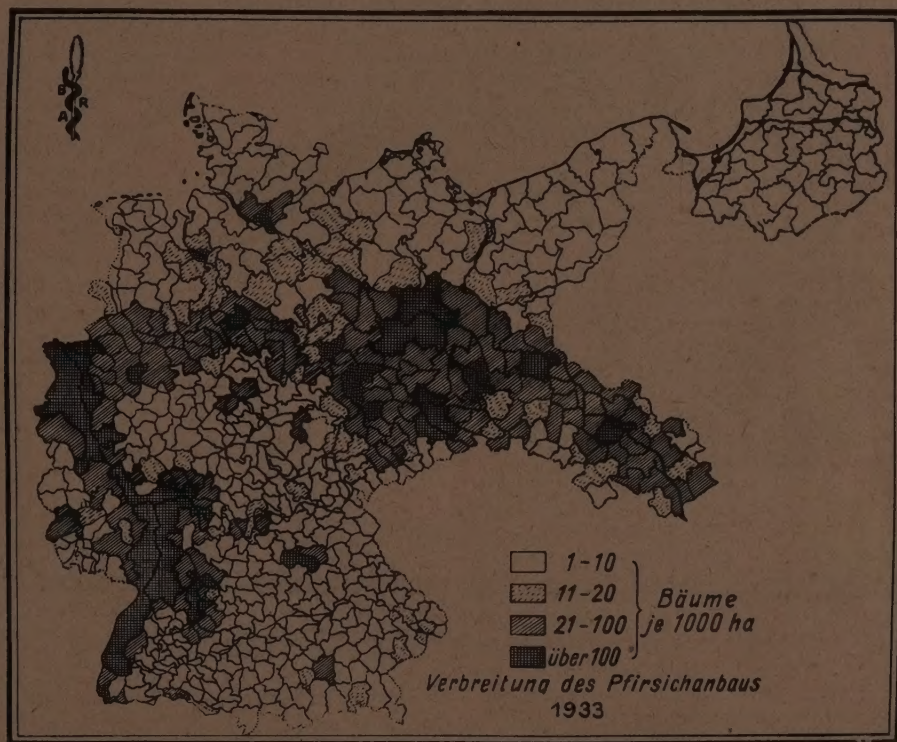 B
R
A
1-10
11-20
21-100
über 100
Bäume
je 1000 ha
Verbreitung des Pfirsichanbaus
1933